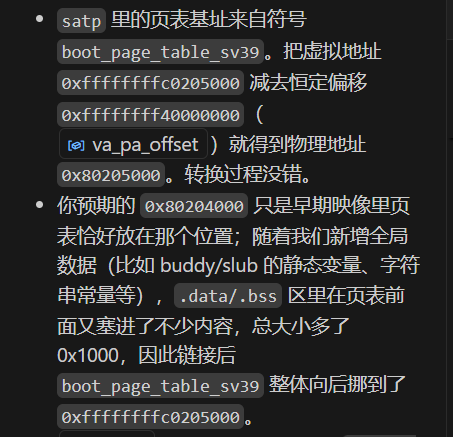 • satp 里的页表基址来自符号
boot_page_table_sv39。把虚拟地址
0xffffffffc0205000 减去恒定偏移
0xffffffff40000000（
va_pa_offset）就得到物理地址
0x80205000。转换过程没错。
• 你预期的 0x80204000 只是早期映像里页
表恰好放在那个位置；随着我们新增全局
数据（比如 buddy/slub 的静态变量、字符
串常量等），.data/.bss 区里在页表前
面又塞进了不少内容，总大小多了
0x1000，因此链接后
boot_page_table_sv39 整体向后挪到了
0xffffffffc0205000。